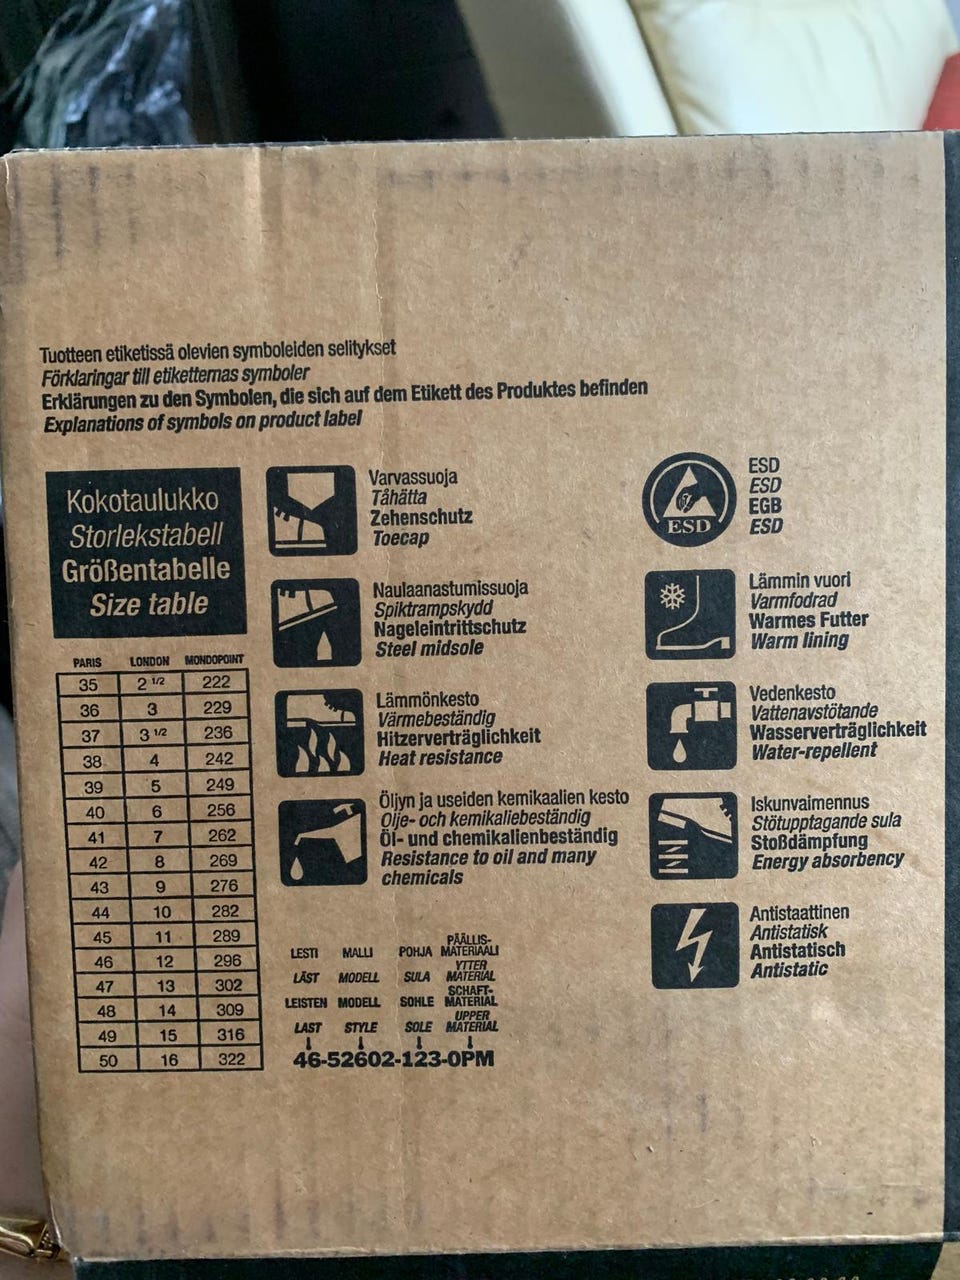 Tuotteen etiketissä olevien symboleiden selitykset
Förklaringar till etiketternas symboler
Erklärungen zu den Symbolen, die sich auf dem Etikett des Produktes befinden
Explanations of symbols on product label
Kokotaulukko
Storlekstabell
Größentabelle
Size table
PARIS LONDON MONDOPOINT
35 2 1/2 222
36 3 229
37 3 1/2 236
38 4 242
39 5 249
40 6 256
41 7 262
42 8 269
43 9 276
44 10 282
45 11 289
46 12 296
47 13 302
48 14 309
49 15 316
50 16 322
Varvassuoja
Tåhätta
Zehenschutz
Toecap
Naulaanastumissuoja
Spiktrampskydd
Nageleintrittschutz
Steel midsole
Lämmönkesto
Värmebeständig
Hitzerverträglichkeit
Heat resistance
Öljyn ja useiden kemikaalien kesto
Olje- och kemikaliebeständig
Öl- und chemikalienbeständig
Resistance to oil and many
chemicals
ESD
ESD
ESD
EGB
ESD
Lämmin vuori
Varmfodrad
Warmes Futter
Warm lining
Vedenkesto
Vattenavstötande
Wasserverträglichkeit
Water-repellent
Iskunvaimennus
Stötupptagande sula
Stoßdämpfung
Energy absorbency
Antistaattinen
Antistatisk
Antistatisch
Antistatic
LESTI MALLI POHJA PÄÄLLIS-
MATERIAALI
LÄST MODELL SULA YTTER
MATERIAL
LEISTEN MODELL SOHLE SCHAFT-
MATERIAL
LAST STYLE SOLE UPPER
MATERIAL
46-52602-123-0PM